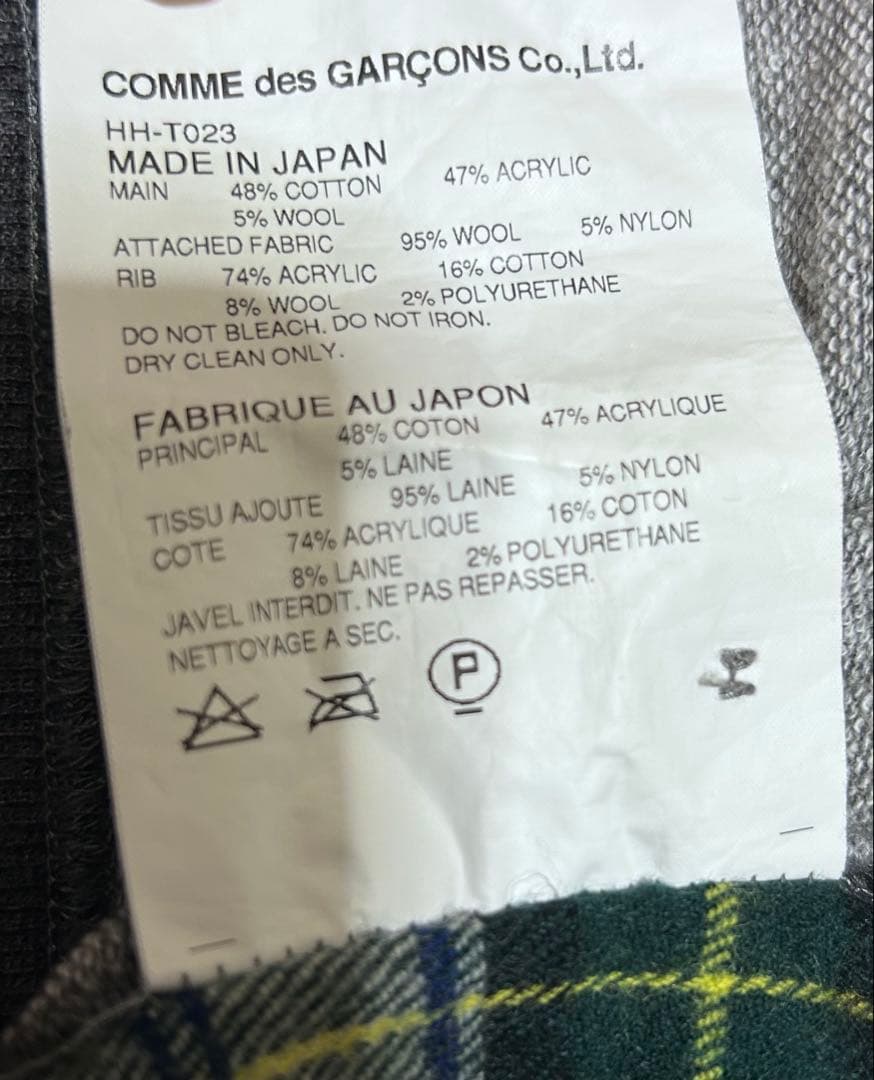 COMME des GARÇONS Co.,Ltd.
HH-T023
MADE IN JAPAN
MAIN 48% COTTON 47% ACRYLIC
5% WOOL
ATTACHED FABRIC 95% WOOL 5% NYLON
RIB 74% ACRYLIC 16% COTTON
8% WOOL 2% POLYURETHANE
DO NOT BLEACH. DO NOT IRON.
DRY CLEAN ONLY.
FABRIQUE AU JAPON
PRINCIPAL 48% COTON 47% ACRYLIQUE
5% LAINE
TISSU AJOUTE 95% LAINE 5% NYLON
COTE 74% ACRYLIQUE 16% COTON
8% LAINE 2% POLYURETHANE
JAVEL INTERDIT. NE PAS REPASSER.
NETTOYAGE A SEC.
P